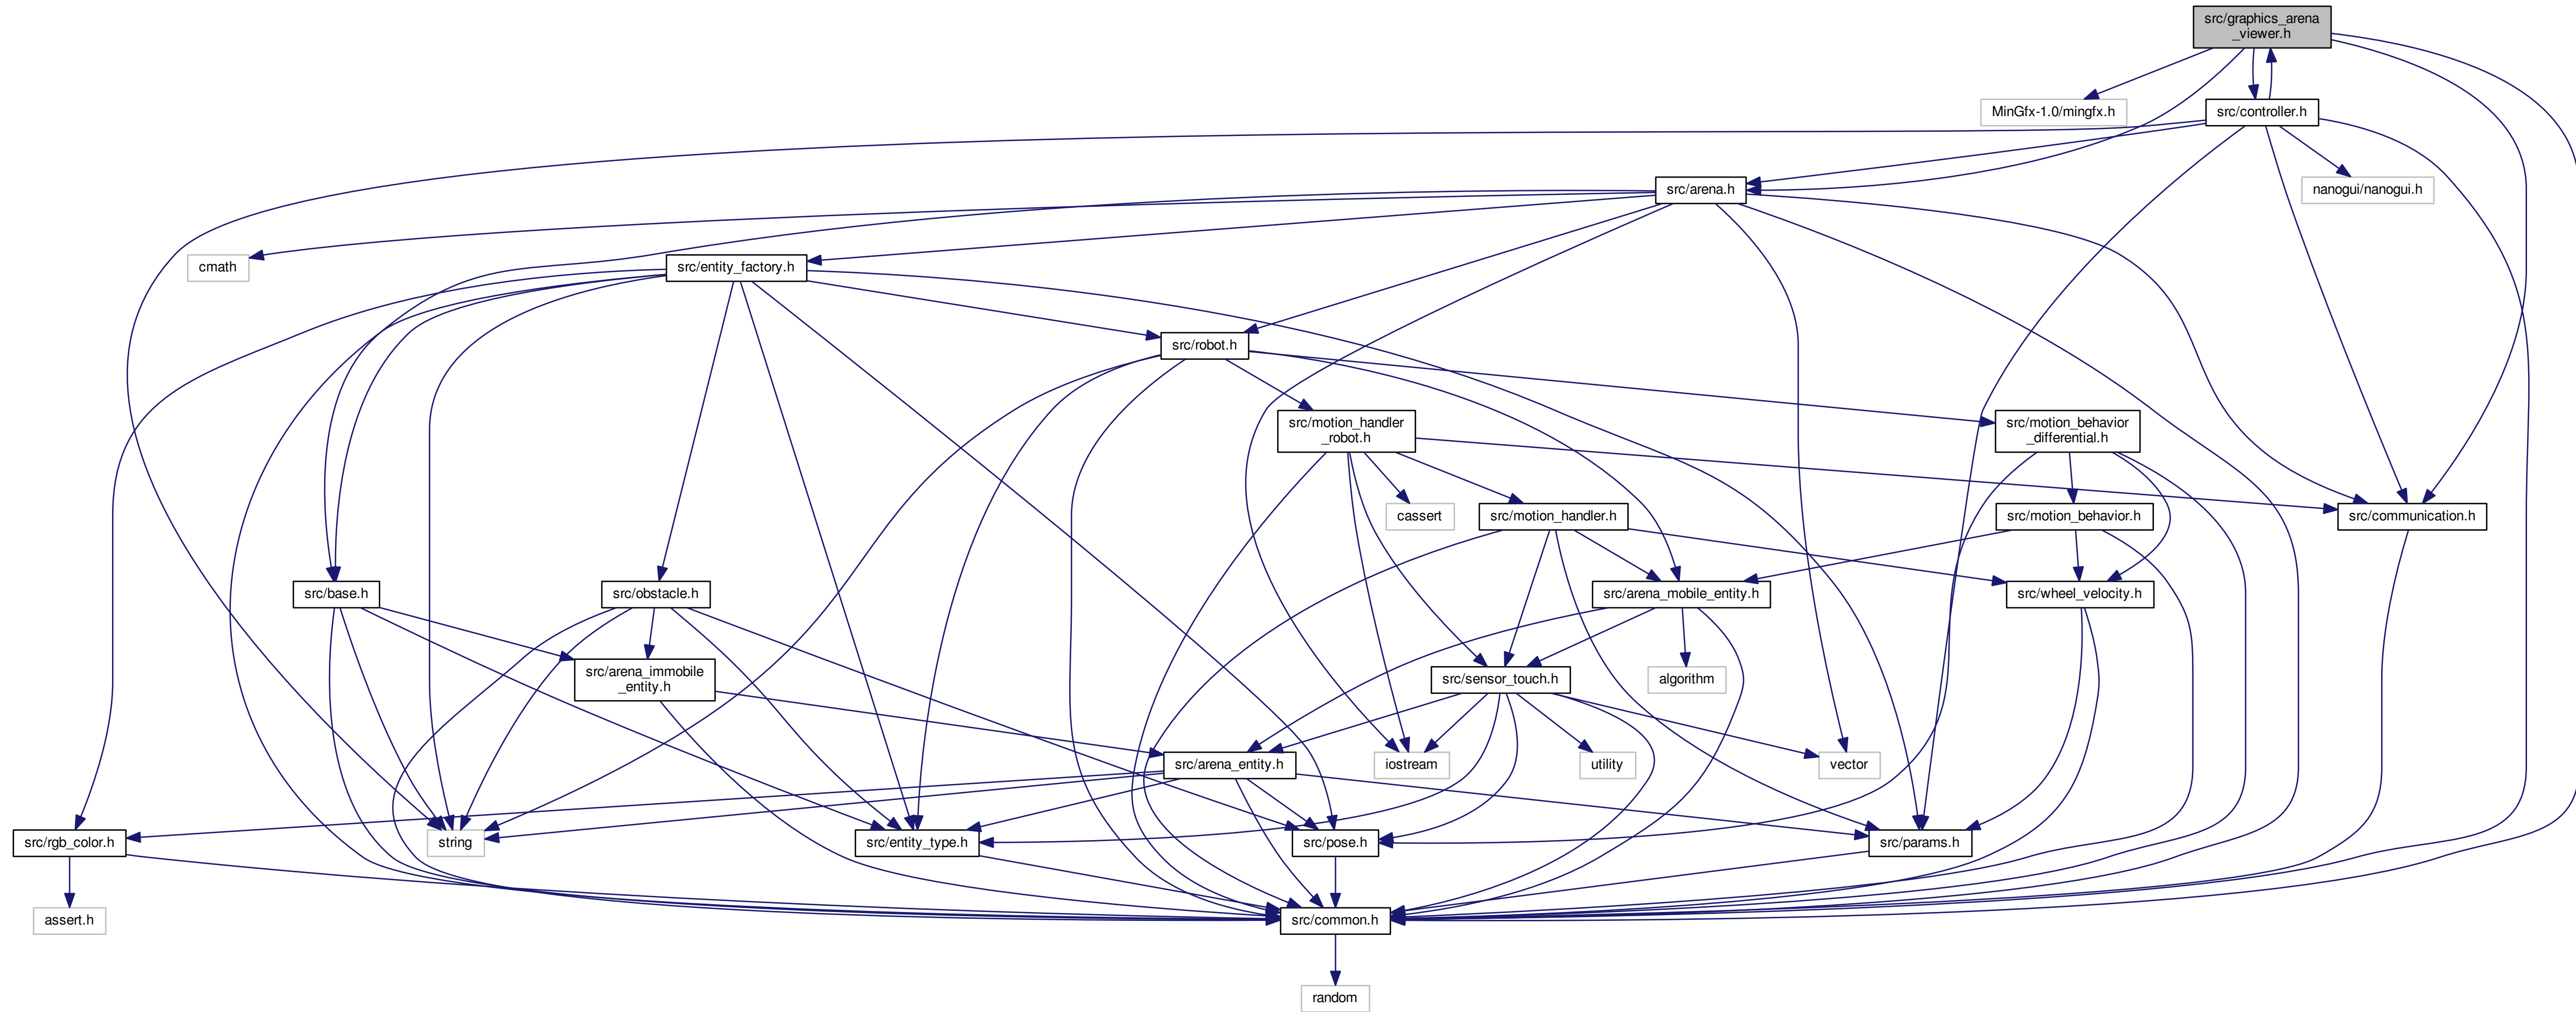 src/graphics_arena
_viewer.h
MinGfx-1.0/mingfx.h
src/controller.h
src/arena.h
nanogui/nanogui.h
cmath
src/entity_factory.h
src/robot.h
src/motion_handler
_robot.h
src/motion_behavior
_differential.h
cassert
src/motion_handler.h
src/motion_behavior.h
src/communication.h
src/base.h
src/obstacle.h
src/arena_mobile_entity.h
src/wheel_velocity.h
src/arena_immobile
_entity.h
src/sensor_touch.h
algorithm
src/arena_entity.h
iostream
utility
vector
src/rgb_color.h
string
src/entity_type.h
src/pose.h
src/params.h
assert.h
src/common.h
random